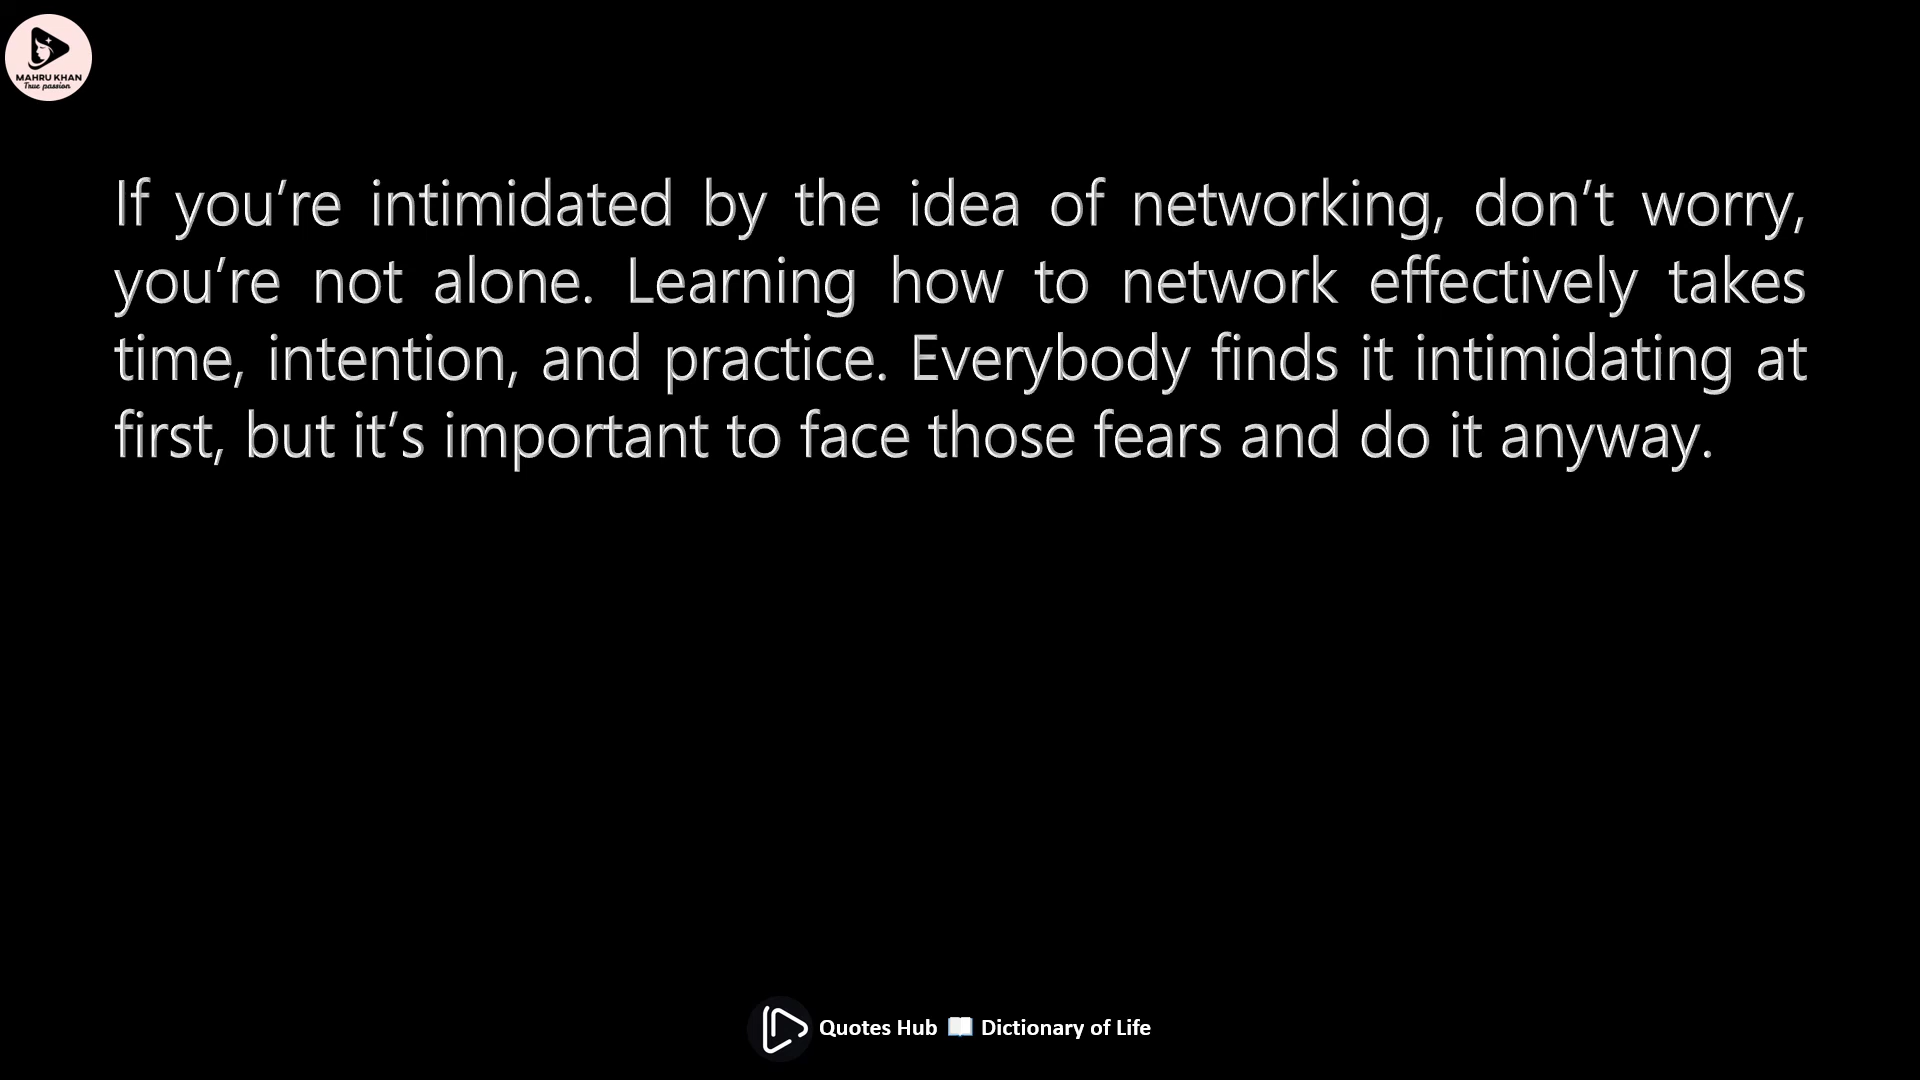 MAHRU KHAN
True passion
If you’re intimidated by the idea of networking, don’t worry,
you’re not alone. Learning how to network effectively takes
time, intention, and practice. Everybody finds it intimidating at
first, but it’s important to face those fears and do it anyway.
Quotes Hub 📖 Dictionary of Life